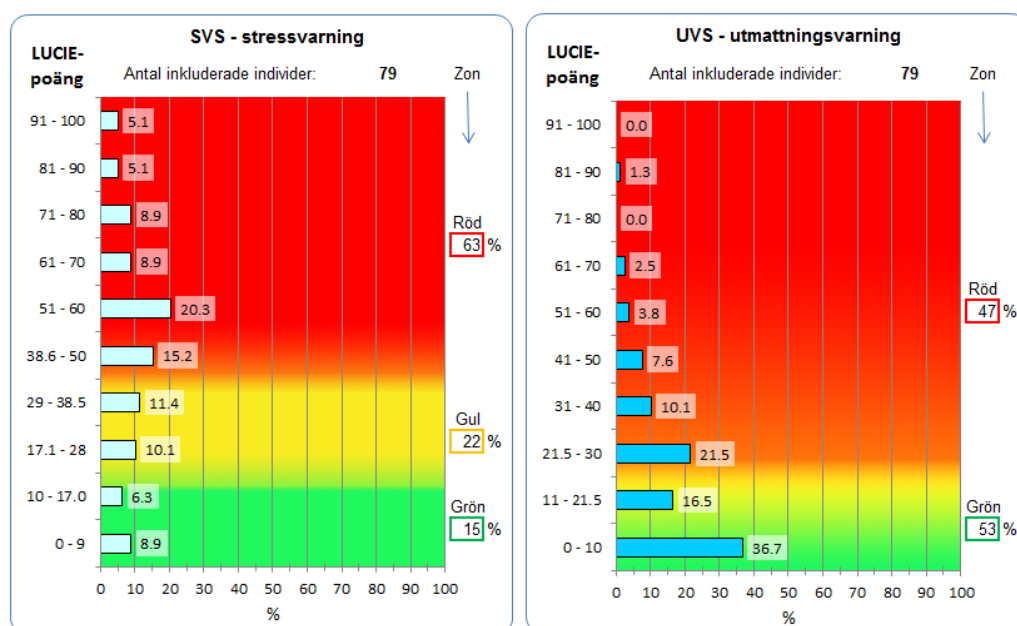 SVS - stressvarning
LUCIE-
poäng
Antal inkluderade individer: 79 Zon
91 - 100 5.1
81 - 90 5.1
71 - 80 8.9
Röd
63 %
61 - 70 8.9
51 - 60 20.3
38.6 - 50 15.2
29 - 38.5 11.4
Gul
22 %
17.1 - 28 10.1
10 - 17.0 6.3
Grön
15 %
0 - 9 8.9
0 10 20 30 40 50 60 70 80 90 100
%
UVS - utmattningsvarning
LUCIE-
poäng
Antal inkluderade individer: 79 Zon
91 - 100 0.0
81 - 90 1.3
71 - 80 0.0
61 - 70 2.5
Röd
47 %
51 - 60 3.8
41 - 50 7.6
31 - 40 10.1
21.5 - 30 21.5
11 - 21.5 16.5
Grön
53 %
0 - 10 36.7
0 10 20 30 40 50 60 70 80 90 100
%